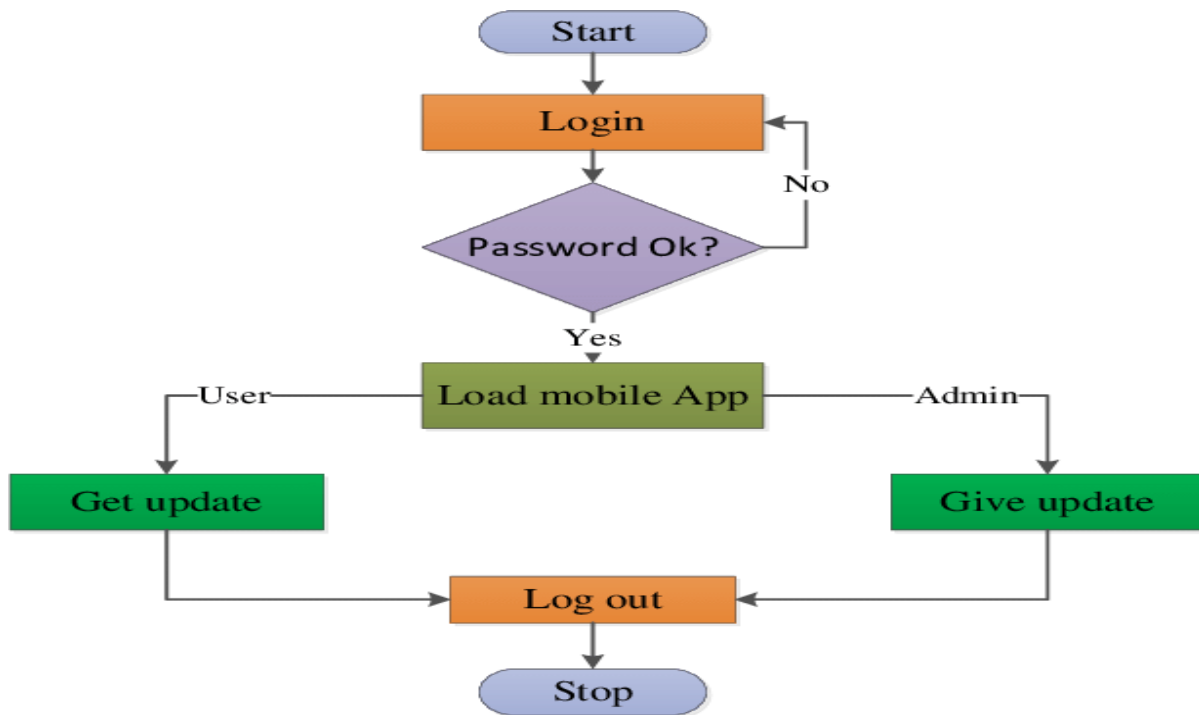 Start
Login
No
Password Ok?
Yes
User
Load mobile App
Admin
Get update
Give update
Log out
Stop